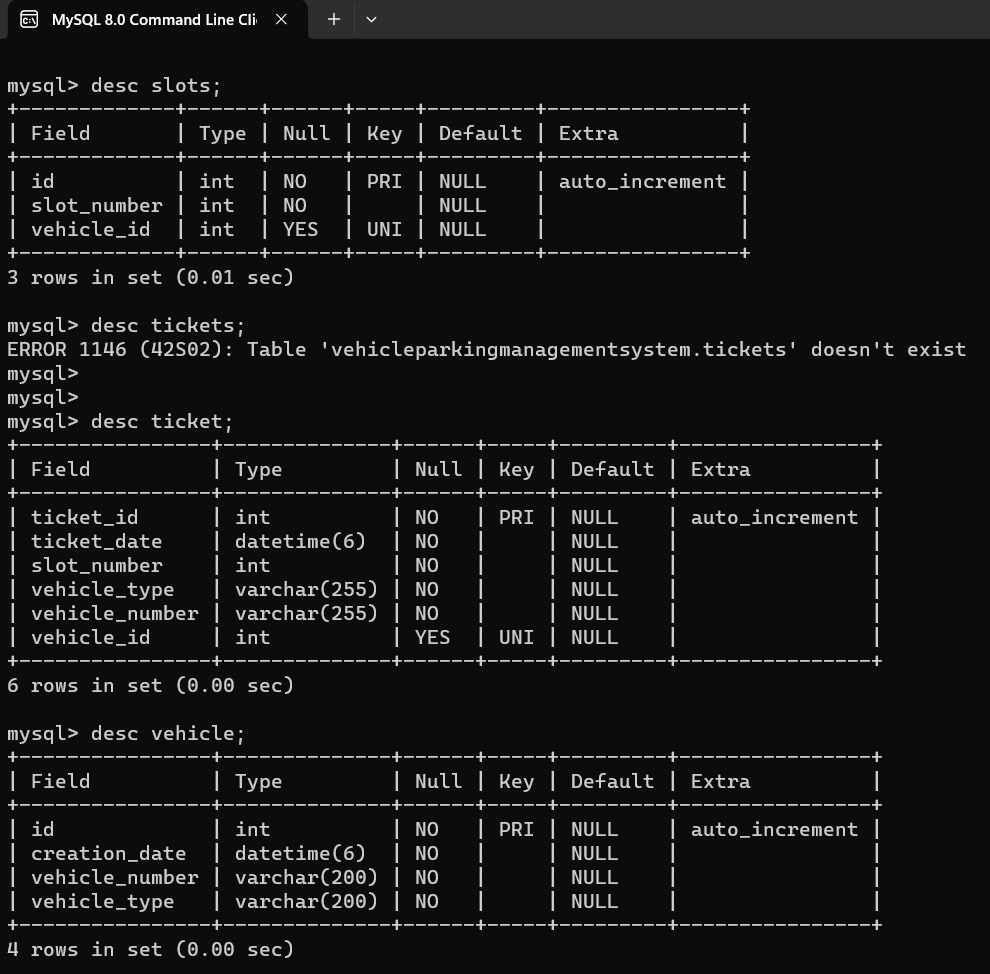 MySQL 8.0 Command Line Cli
mysql> desc slots;
+-------------+------+------+-----+---------+----------------+
| Field       | Type | Null | Key | Default | Extra          |
+-------------+------+------+-----+---------+----------------+
| id          | int  | NO   | PRI | NULL    | auto_increment |
| slot_number | int  | NO   |     | NULL    |                |
| vehicle_id  | int  | YES  | UNI | NULL    |                |
+-------------+------+------+-----+---------+----------------+
3 rows in set (0.01 sec)
mysql> desc tickets;
ERROR 1146 (42S02): Table 'vehicleparkingmanagementsystem.tickets' doesn't exist
mysql>
mysql>
mysql> desc ticket;
+----------------+--------------+------+-----+---------+----------------+
| Field          | Type         | Null | Key | Default | Extra          |
+----------------+--------------+------+-----+---------+----------------+
| ticket_id      | int          | NO   | PRI | NULL    | auto_increment |
| ticket_date    | datetime(6)  | NO   |     | NULL    |                |
| slot_number    | int          | NO   |     | NULL    |                |
| vehicle_type   | varchar(255) | NO   |     | NULL    |                |
| vehicle_number | varchar(255) | NO   |     | NULL    |                |
| vehicle_id     | int          | YES  | UNI | NULL    |                |
+----------------+--------------+------+-----+---------+----------------+
6 rows in set (0.00 sec)
mysql> desc vehicle;
+----------------+--------------+------+-----+---------+----------------+
| Field          | Type         | Null | Key | Default | Extra          |
+----------------+--------------+------+-----+---------+----------------+
| id             | int          | NO   | PRI | NULL    | auto_increment |
| creation_date  | datetime(6)  | NO   |     | NULL    |                |
| vehicle_number | varchar(200) | NO   |     | NULL    |                |
| vehicle_type   | varchar(200) | NO   |     | NULL    |                |
+----------------+--------------+------+-----+---------+----------------+
4 rows in set (0.00 sec)